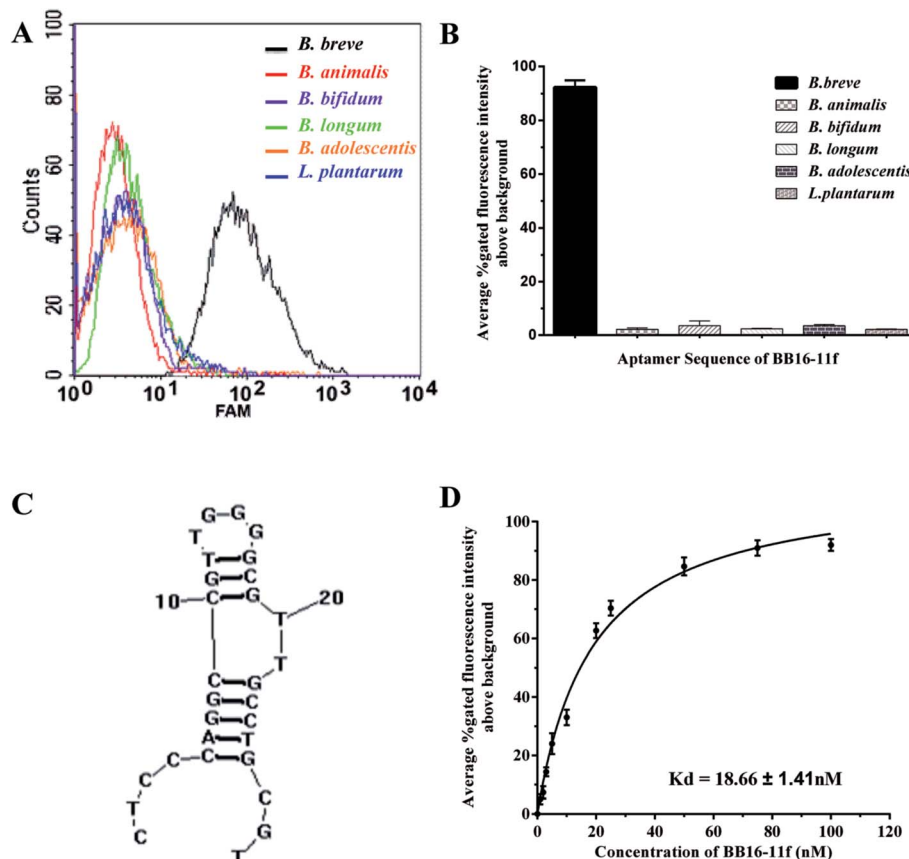 A
100
80
60
40
20
0
Counts
10⁰ 10¹ 10² 10³ 10⁴
FAM
B. breve
B. animalis
B. bifidum
B. longum
B. adolescentis
L. plantarum
B
100
80
60
40
20
0
Average %gated fluorescence intensity
above background
Aptamer Sequence of BB16-11f
B.breve
B. animalis
B. bifidum
B. longum
B. adolescentis
L.plantarum
C
G G
T G
T G
T G
G C
10 C G
T 20
T
C G
G C
G C
A T
C G
C C
C G
T T
C
D
100
80
60
40
20
0
Average %gated fluorescence intensity
above background
Kd = 18.66 ± 1.41nM
0 20 40 60 80 100 120
Concentration of BB16-11f (nM)